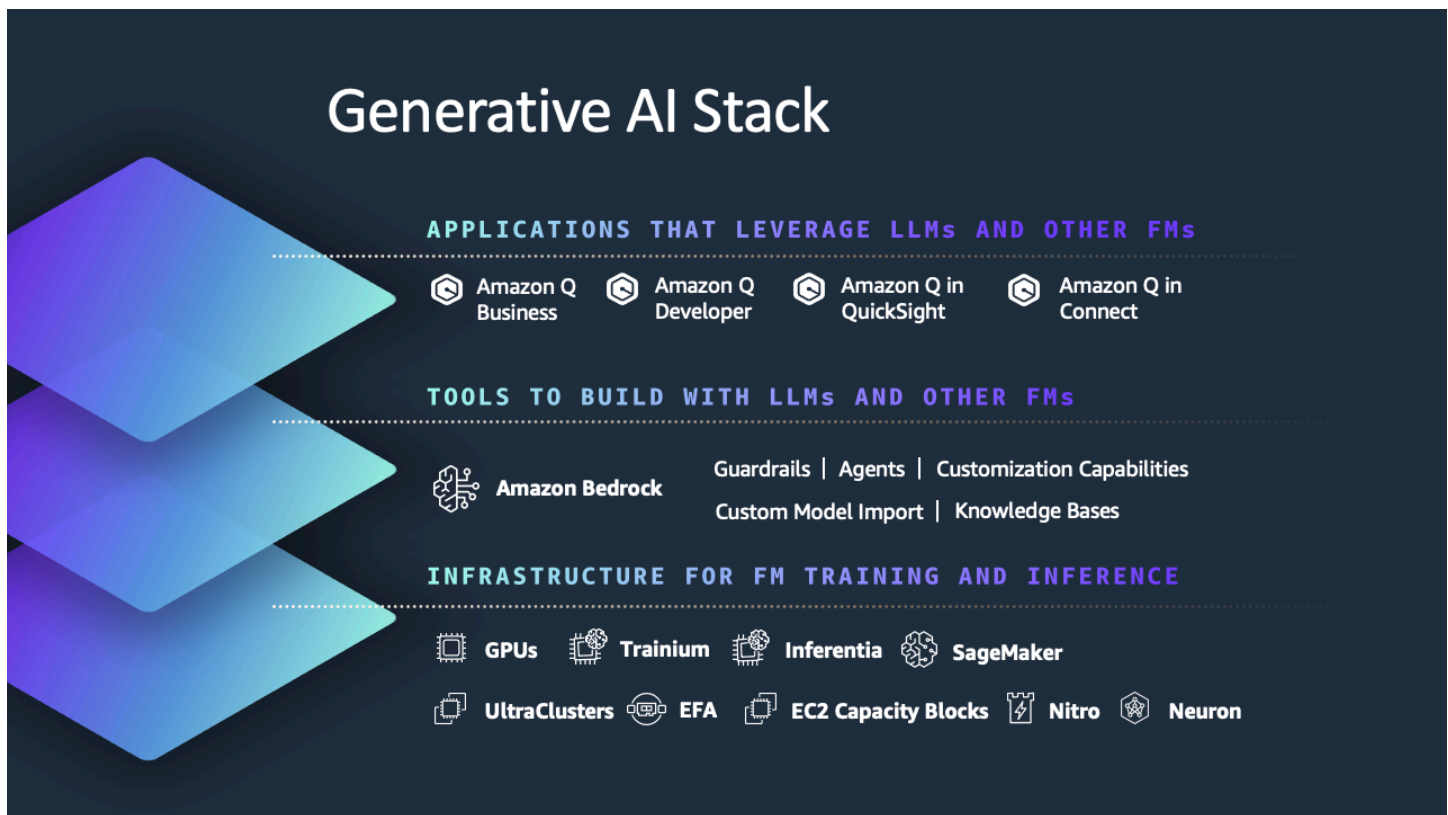 Generative AI Stack
APPLICATIONS THAT LEVERAGE LLMs AND OTHER FMs
Amazon Q Business
Amazon Q Developer
Amazon Q in QuickSight
Amazon Q in Connect
TOOLS TO BUILD WITH LLMs AND OTHER FMs
Amazon Bedrock
Guardrails | Agents | Customization Capabilities
Custom Model Import | Knowledge Bases
INFRASTRUCTURE FOR FM TRAINING AND INFERENCE
GPUs Trainium Inferentia SageMaker
UltraClusters EFA EC2 Capacity Blocks Nitro Neuron